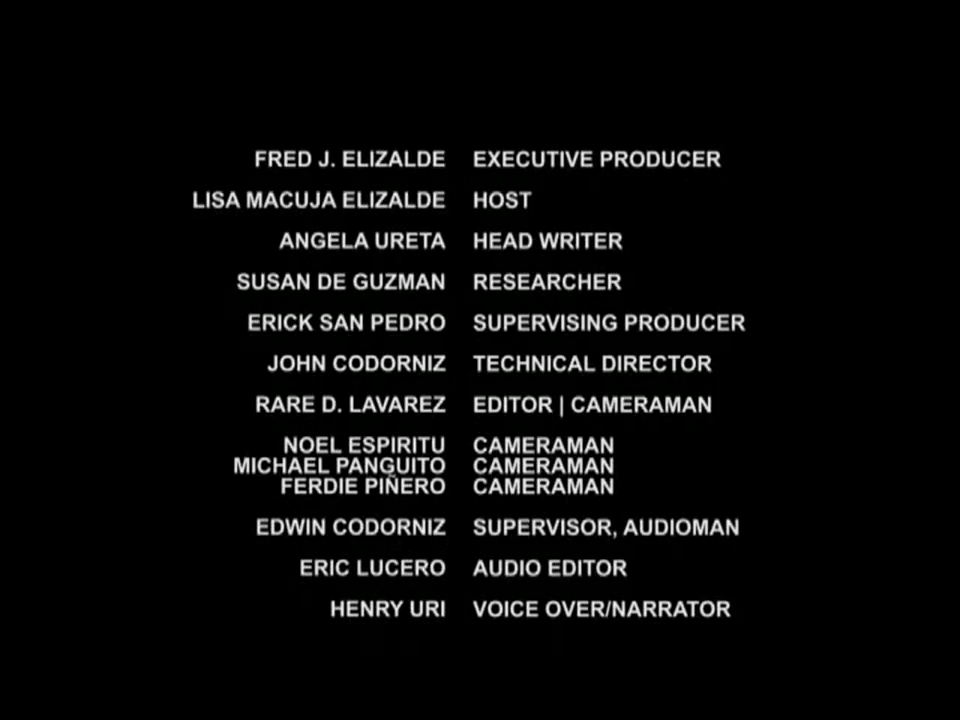 FRED J. ELIZALDE EXECUTIVE PRODUCER
LISA MACUJA ELIZALDE HOST
ANGELA URETA HEAD WRITER
SUSAN DE GUZMAN RESEARCHER
ERICK SAN PEDRO SUPERVISING PRODUCER
JOHN CODORNIZ TECHNICAL DIRECTOR
RARE D. LAVAREZ EDITOR | CAMERAMAN
NOEL ESPIRITU CAMERAMAN
MICHAEL PANGUITO CAMERAMAN
FERDIE PIÑERO CAMERAMAN
EDWIN CODORNIZ SUPERVISOR, AUDIOMAN
ERIC LUCERO AUDIO EDITOR
HENRY URI VOICE OVER/NARRATOR